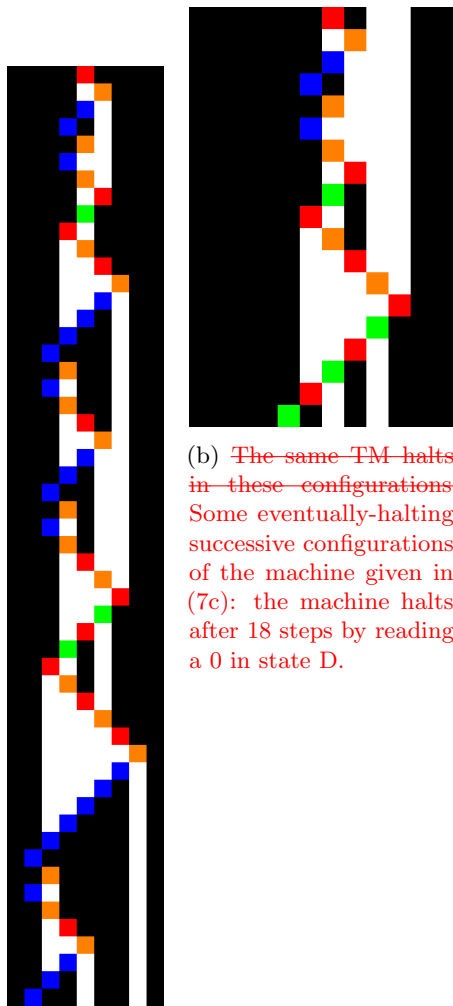 (b) The same TM halts
in these configurations
Some eventually-halting
successive configurations
of the machine given in
(7c): the machine halts
after 18 steps by reading
a 0 in state D.